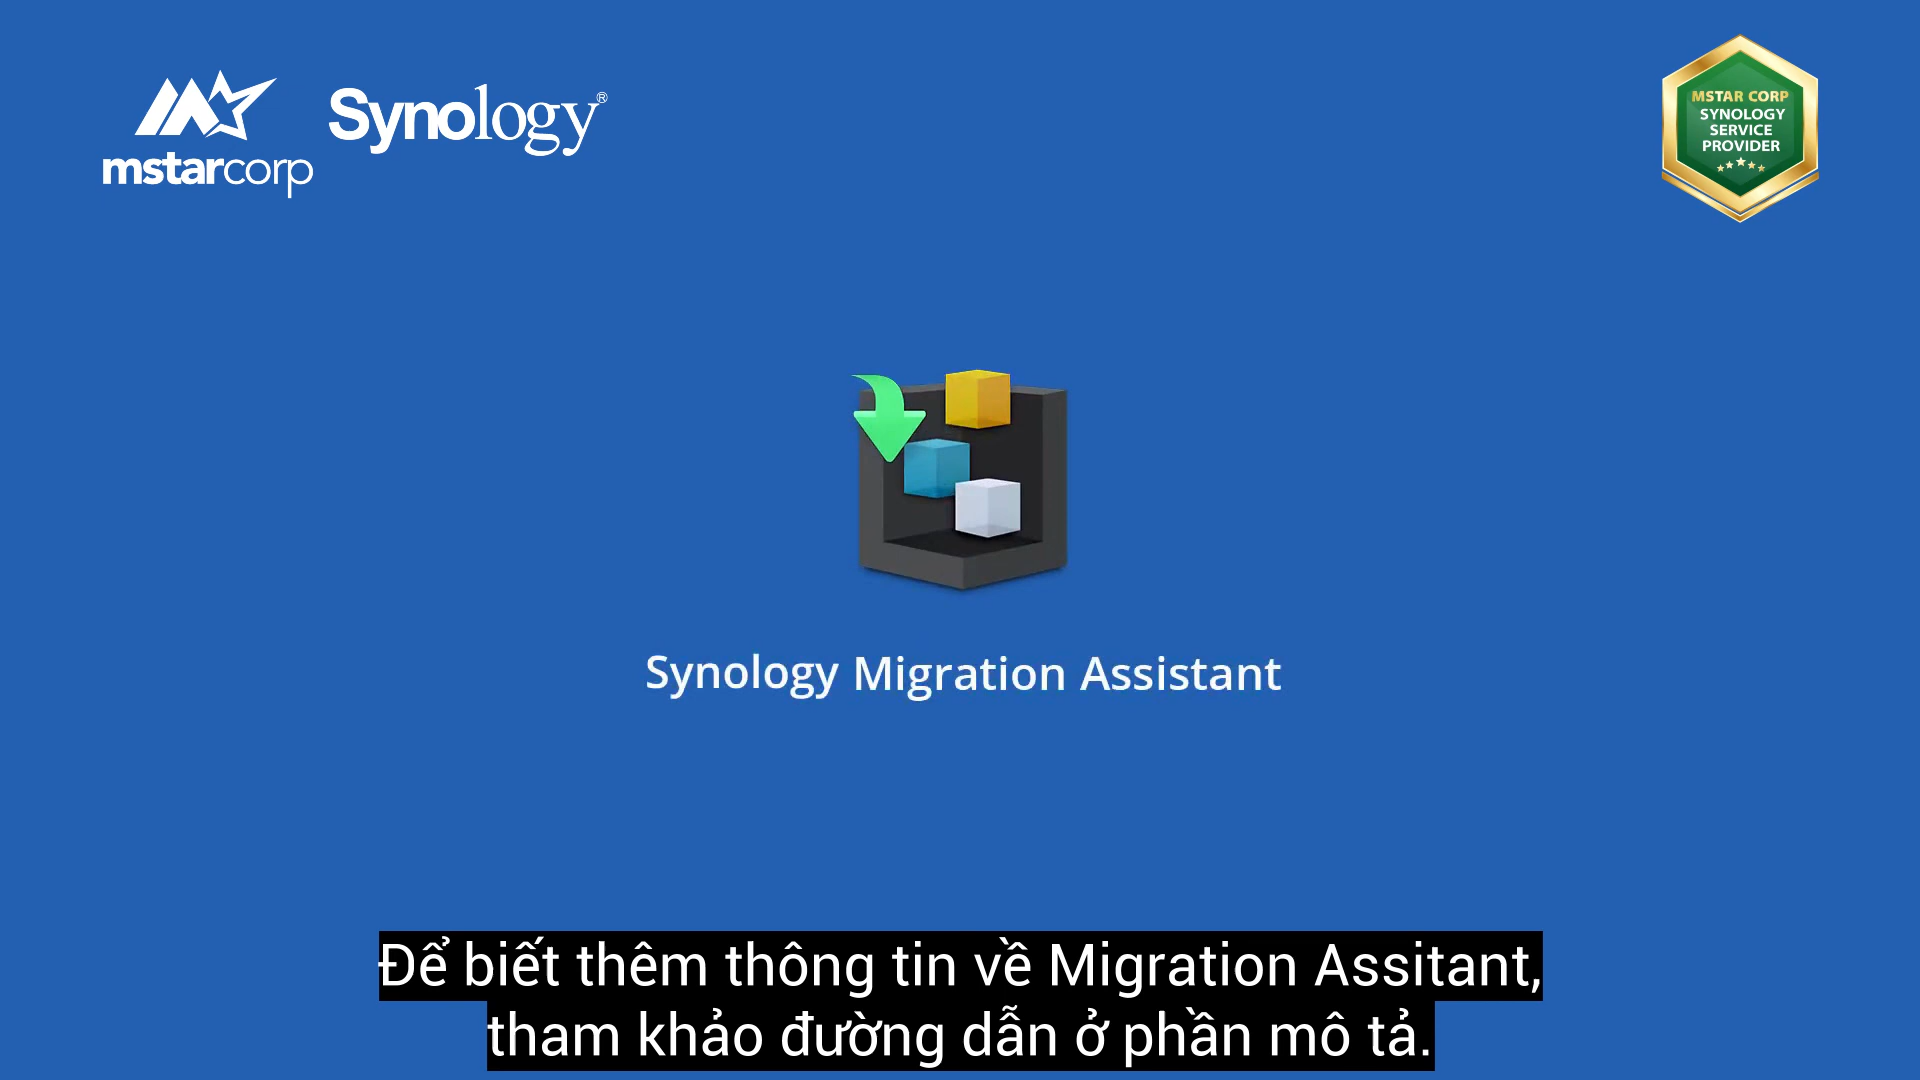 mstarcorp
Synology®
MSTAR CORP
SYNOLOGY
SERVICE
PROVIDER
Synology Migration Assistant
Để biết thêm thông tin về Migration Assitant,
tham khảo đường dẫn ở phần mô tả.